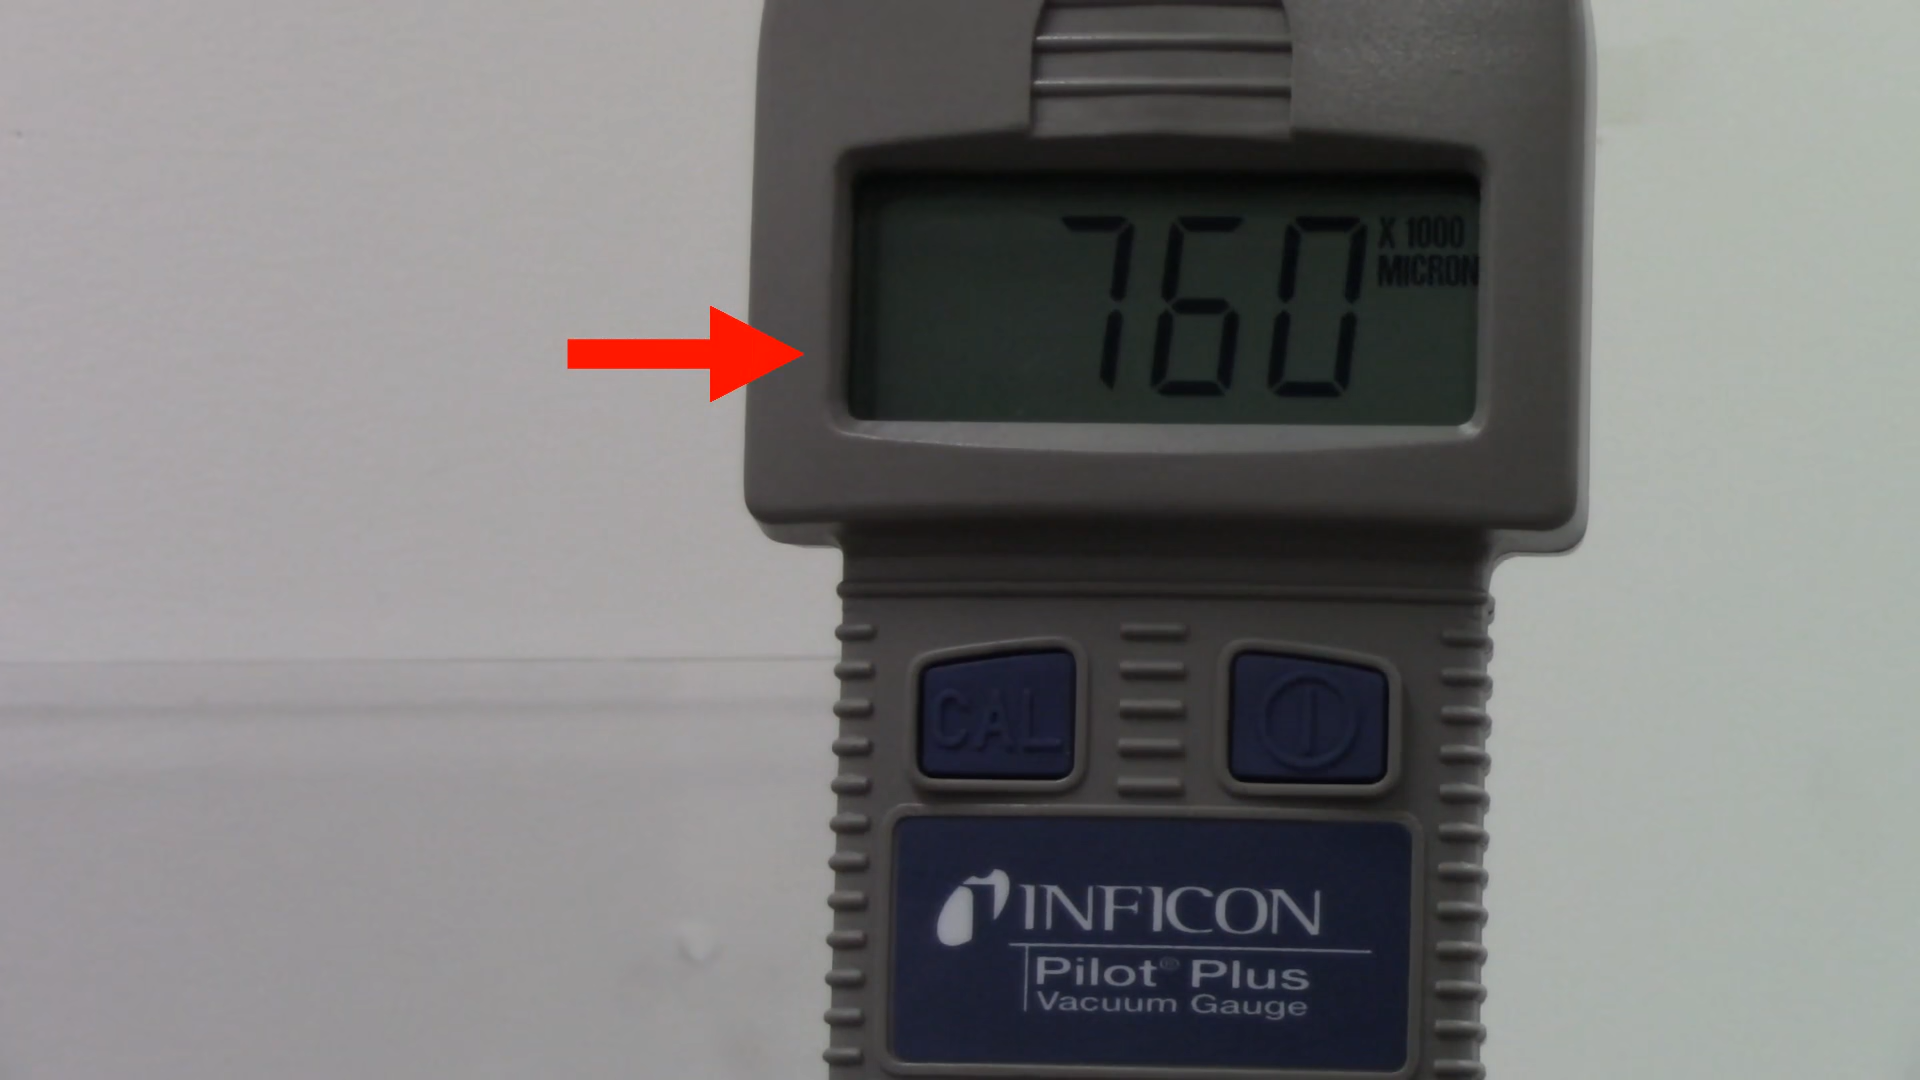 760 X 1000
MICRON
CAL
INFICON
Pilot® Plus
Vacuum Gauge